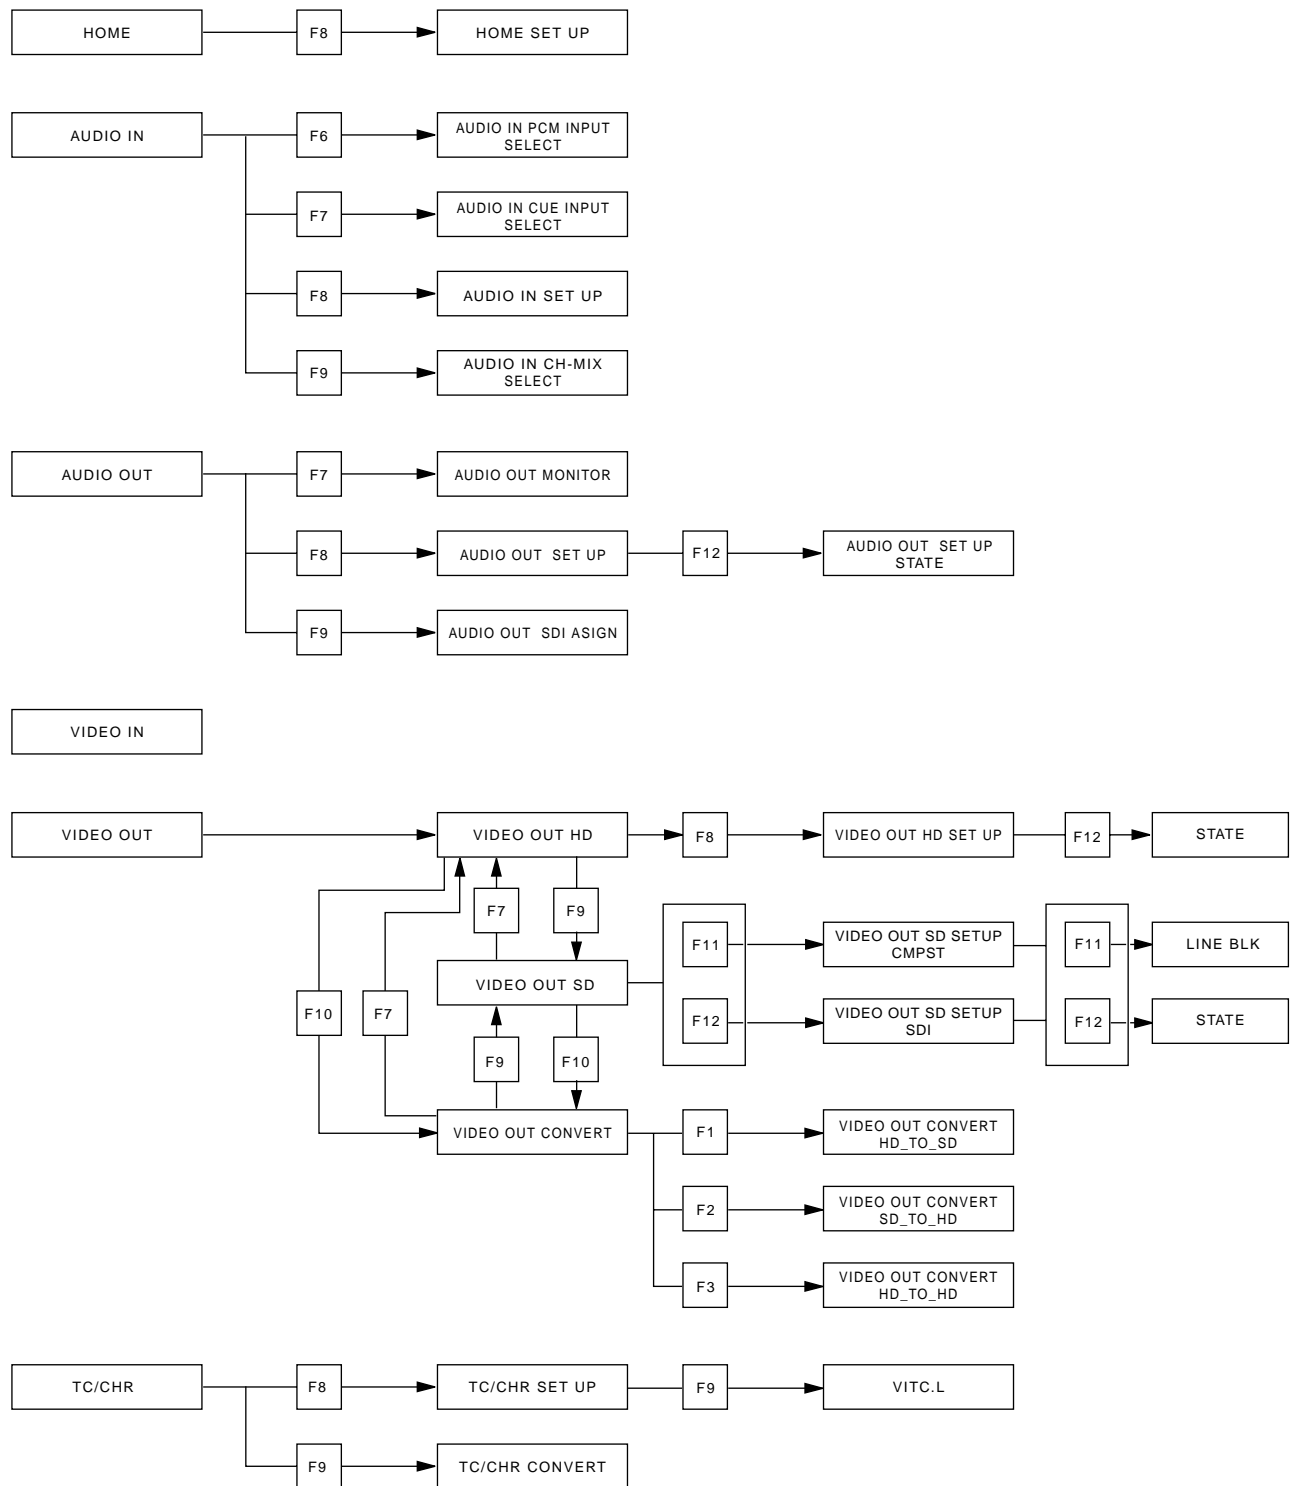 HOME
F8
HOME SET UP
AUDIO IN
F6
AUDIO IN PCM INPUT
SELECT
F7
AUDIO IN CUE INPUT
SELECT
F8
AUDIO IN SET UP
F9
AUDIO IN CH-MIX
SELECT
AUDIO OUT
F7
AUDIO OUT MONITOR
F8
AUDIO OUT SET UP
F12
AUDIO OUT SET UP
STATE
F9
AUDIO OUT SDI ASIGN
VIDEO IN
VIDEO OUT
VIDEO OUT HD
F8
VIDEO OUT HD SET UP
F12
STATE
F7
F9
F11
VIDEO OUT SD SETUP
CMPST
F11
LINE BLK
VIDEO OUT SD
F10
F7
F12
VIDEO OUT SD SETUP
SDI
F12
STATE
F9
F10
VIDEO OUT CONVERT
F1
VIDEO OUT CONVERT
HD_TO_SD
F2
VIDEO OUT CONVERT
SD_TO_HD
F3
VIDEO OUT CONVERT
HD_TO_HD
TC/CHR
F8
TC/CHR SET UP
F9
VITC.L
F9
TC/CHR CONVERT